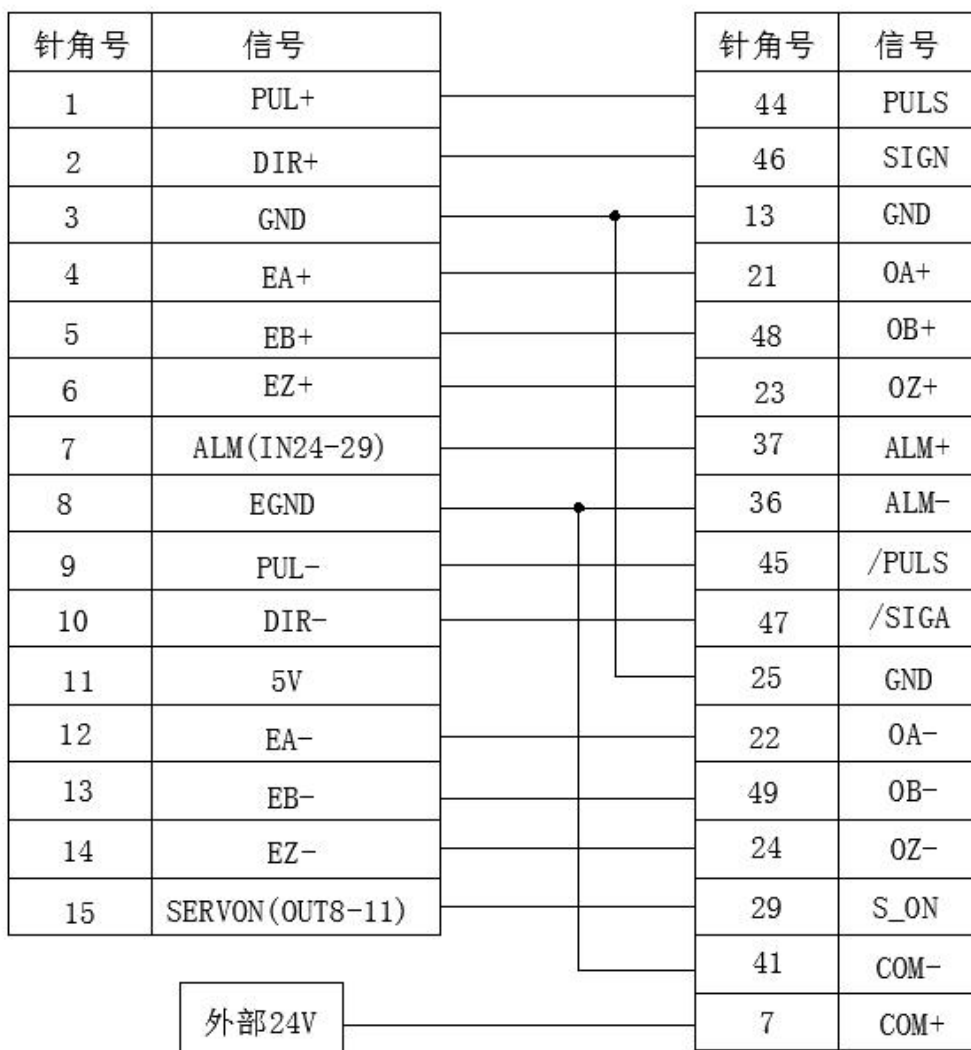 针角号 信号 针角号 信号
1 PUL+ 44 PULS
2 DIR+ 46 SIGN
3 GND 13 GND
4 EA+ 21 OA+
5 EB+ 48 OB+
6 EZ+ 23 OZ+
7 ALM(IN24-29) 37 ALM+
8 EGND 36 ALM-
9 PUL- 45 /PULS
10 DIR- 47 /SIGA
11 5V 25 GND
12 EA- 22 OA-
13 EB- 49 OB-
14 EZ- 24 OZ-
15 SERVON(OUT8-11) 29 S_ON
41 COM-
外部24V 7 COM+